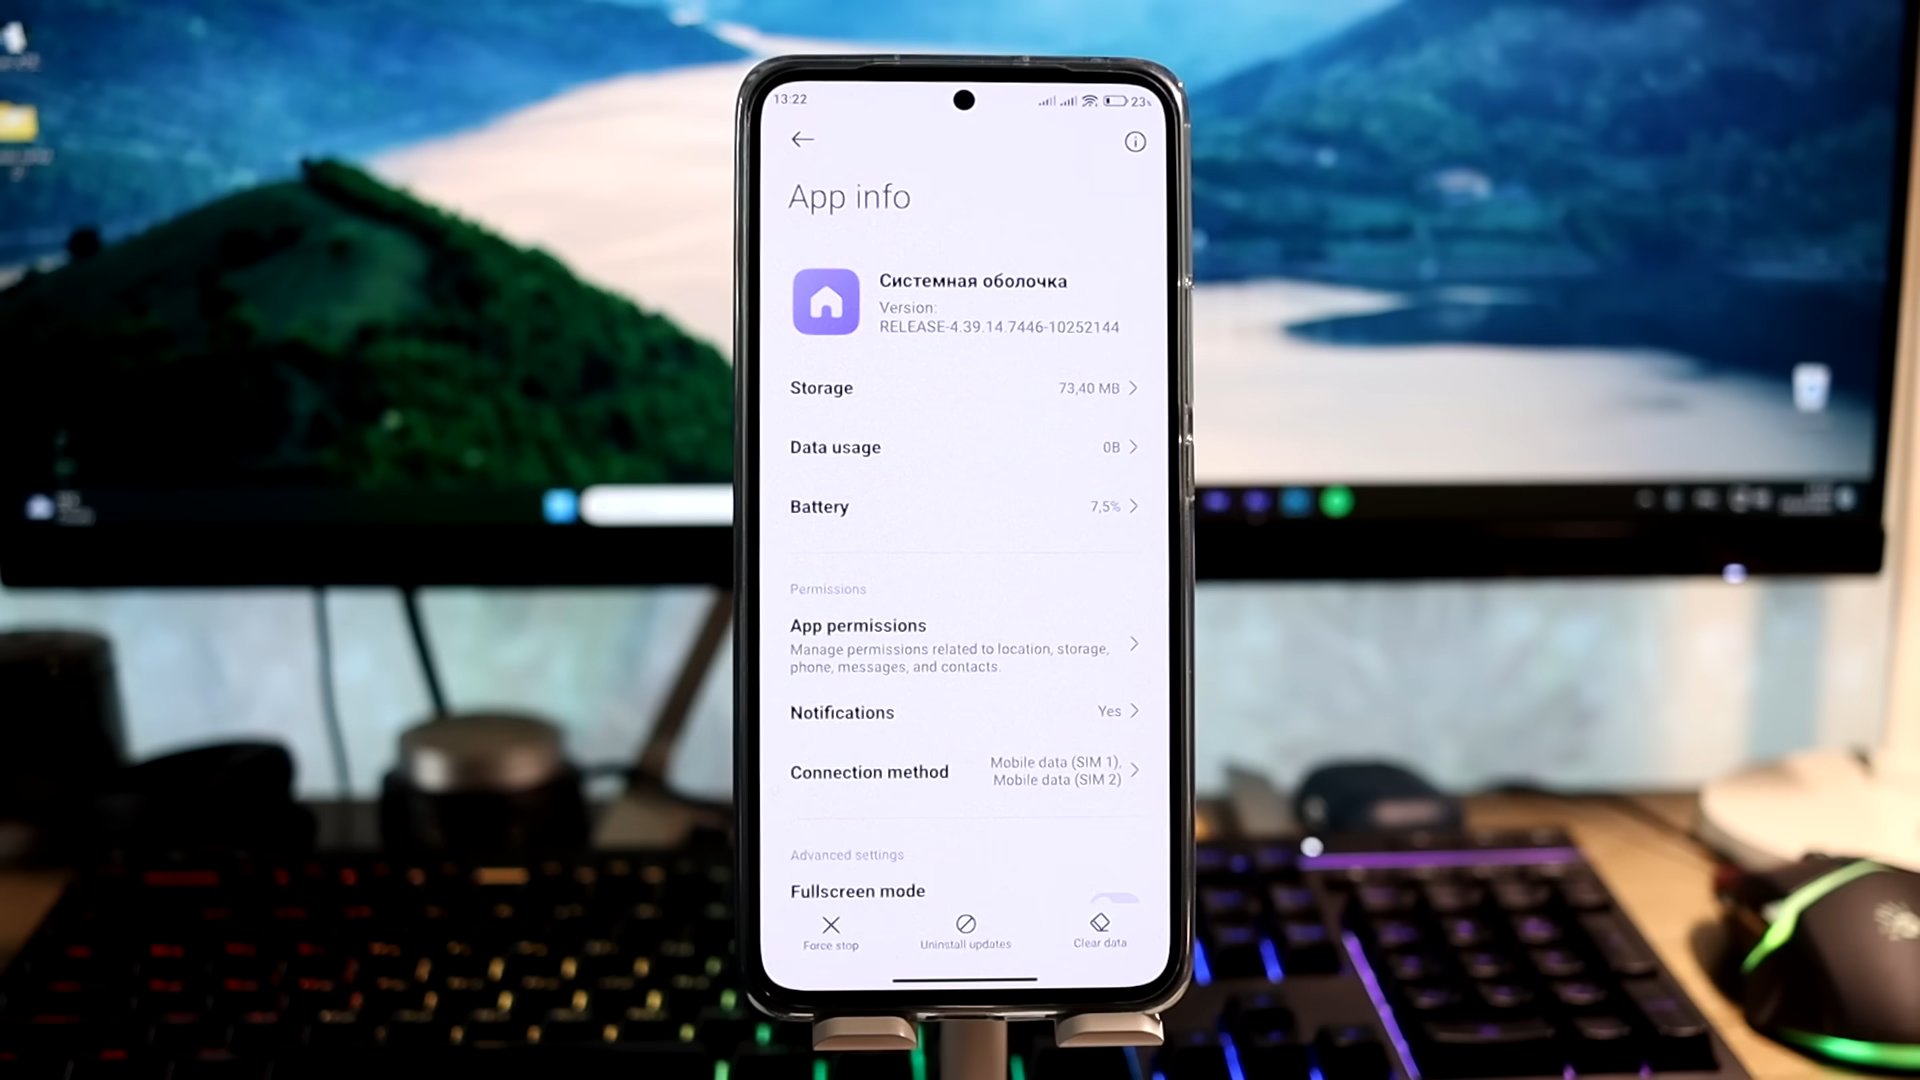 13:22
23%
App info
Системная оболочка
Version:
RELEASE-4.39.14.7446-10252144
Storage
73,40 MB
Data usage
0B
Battery
7,5%
Permissions
App permissions
Manage permissions related to location, storage,
phone, messages, and contacts.
Notifications
Yes
Connection method
Mobile data (SIM 1),
Mobile data (SIM 2)
Advanced settings
Fullscreen mode
Force stop
Uninstall updates
Clear data